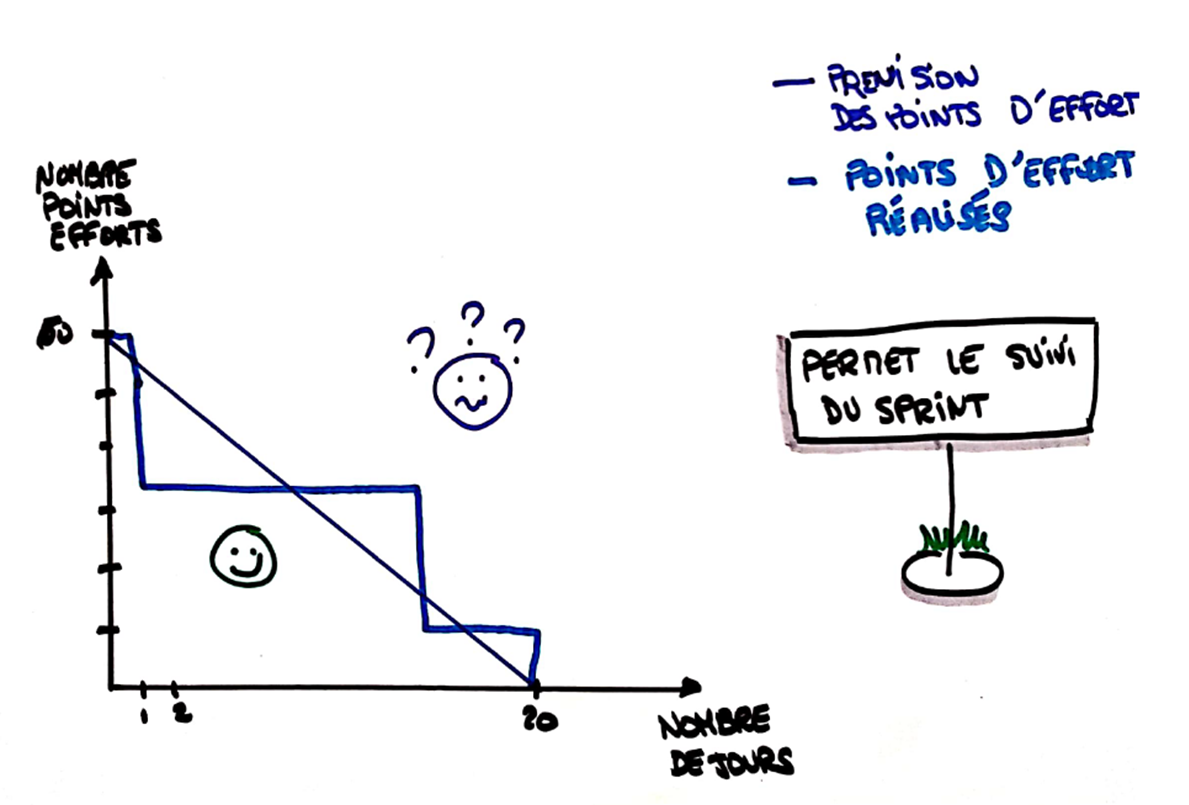 PREVISION
DES POINTS D'EFFORT
POINTS D'EFFORT
RÉALISÉS
NOMBRE
POINTS
EFFORTS
? ? ?
PERMET LE SUIVI
DU SPRINT
1 2 20
NOMBRE
DE JOURS